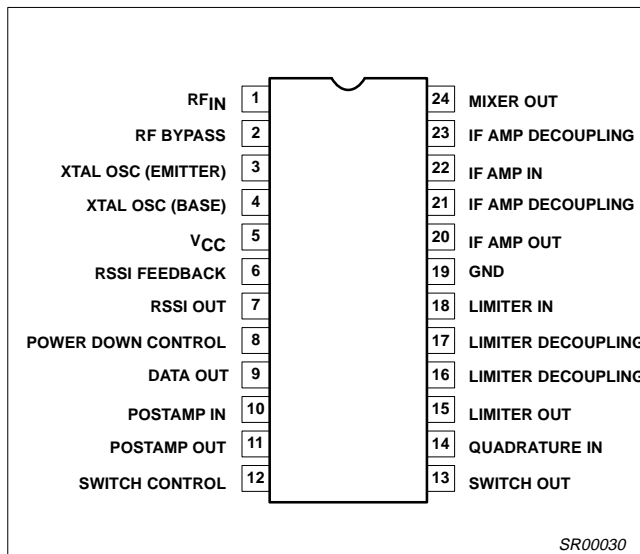 RFIN 1 24 MIXER OUT
RF BYPASS 2 23 IF AMP DECOUPLING
XTAL OSC (EMITTER) 3 22 IF AMP IN
XTAL OSC (BASE) 4 21 IF AMP DECOUPLING
VCC 5 20 IF AMP OUT
RSSI FEEDBACK 6 19 GND
RSSI OUT 7 18 LIMITER IN
POWER DOWN CONTROL 8 17 LIMITER DECOUPLING
DATA OUT 9 16 LIMITER DECOUPLING
POSTAMP IN 10 15 LIMITER OUT
POSTAMP OUT 11 14 QUADRATURE IN
SWITCH CONTROL 12 13 SWITCH OUT
SR00030